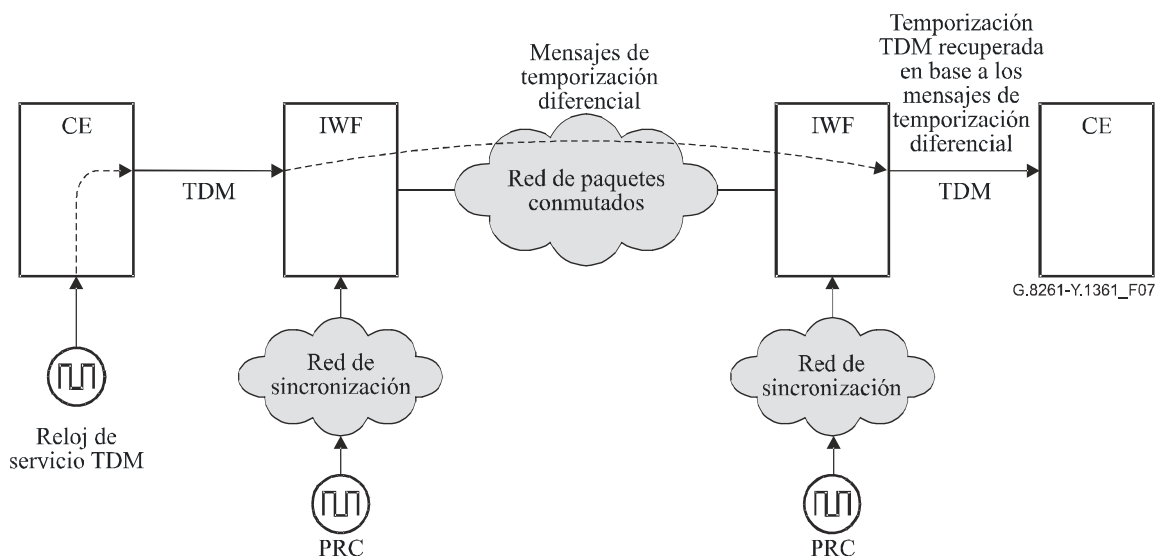 Mensajes de
temporización
diferencial
Temporización
TDM recuperada
en base a los
mensajes de
temporización
diferencial
CE
IWF
IWF
CE
TDM
Red de paquetes
conmutados
TDM
G.8261-Y.1361_F07
Red de
sincronización
Red de
sincronización
Reloj de
servicio TDM
PRC
PRC